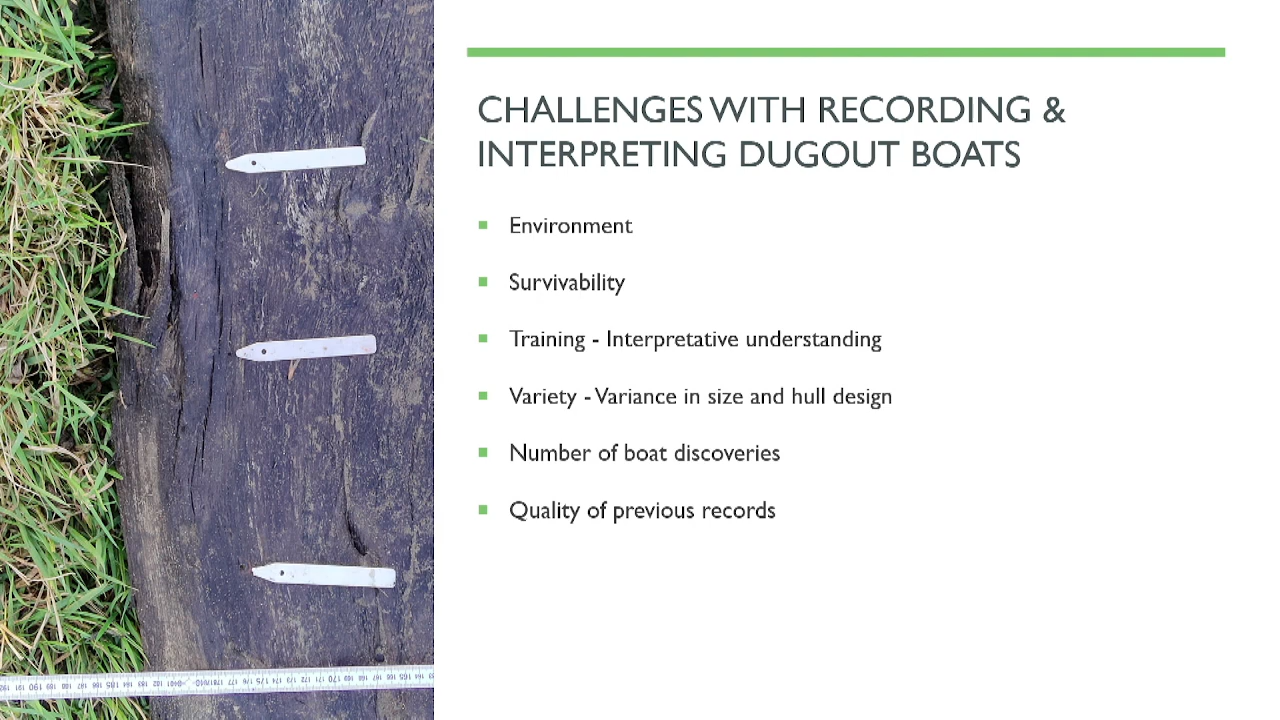 CHALLENGES WITH RECORDING &
INTERPRETING DUGOUT BOATS
Environment
Survivability
Training - Interpretative understanding
Variety - Variance in size and hull design
Number of boat discoveries
Quality of previous records